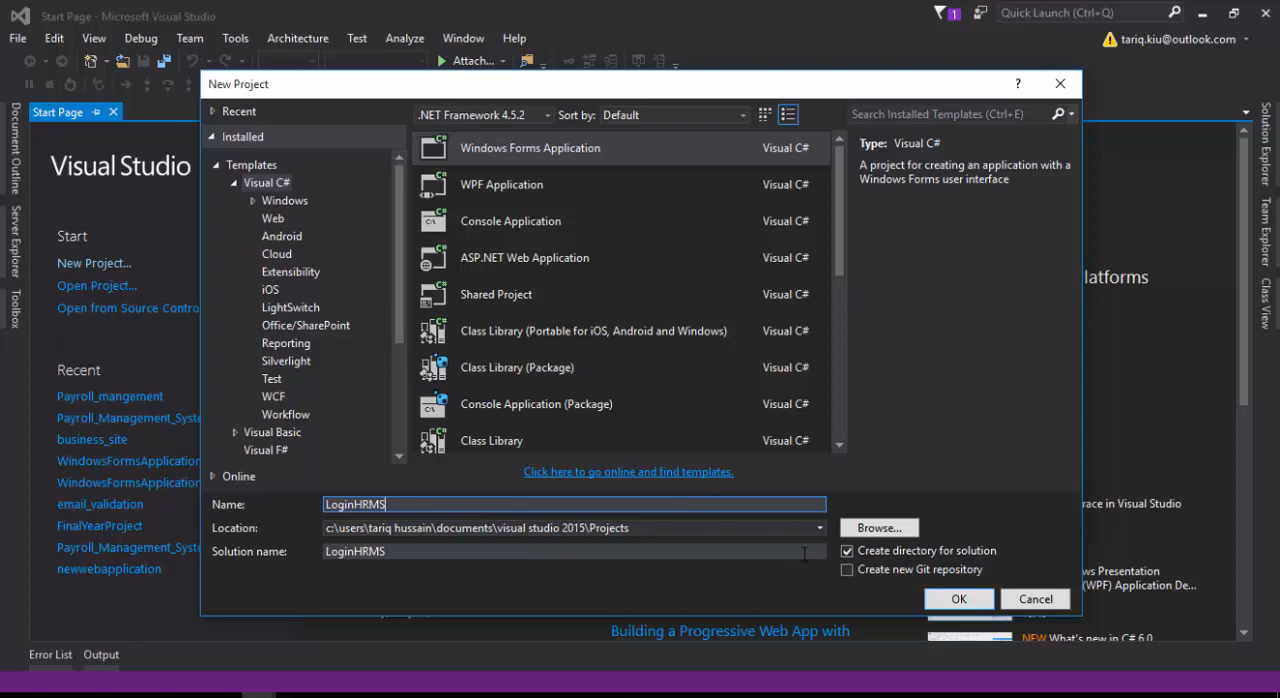 Start Page - Microsoft Visual Studio
1
Quick Launch (Ctrl+Q)
File Edit View Debug Team Tools Architecture Test Analyze Window Help
tariq.kiu@outlook.com
Attach...
New Project
?
Start Page
Document Outline
Server Explorer
Toolbox
Visual Studio
Start
New Project...
Open Project...
Open from Source Contro
Recent
Payroll_mangement
Payroll_Management_Syste
business_site
WindowsFormsApplication
WindowsFormsApplication
email_validation
FinalYearProject
Payroll_Management_Syste
newwebapplication
Recent
Installed
Templates
Visual C#
Windows
Web
Android
Cloud
Extensibility
iOS
LightSwitch
Office/SharePoint
Reporting
Silverlight
Test
WCF
Workflow
Visual Basic
Visual F#
Online
.NET Framework 4.5.2 Sort by: Default
Windows Forms Application Visual C#
WPF Application Visual C#
Console Application Visual C#
ASP.NET Web Application Visual C#
Shared Project Visual C#
Class Library (Portable for iOS, Android and Windows) Visual C#
Class Library (Package) Visual C#
Console Application (Package) Visual C#
Class Library Visual C#
Click here to go online and find templates.
Search Installed Templates (Ctrl+E)
Type: Visual C#
A project for creating an application with a
Windows Forms user interface
Name: LoginHRMS
Location: c:\users\tariq hussain\documents\visual studio 2015\Projects
Browse...
Solution name: LoginHRMS
Create directory for solution
Create new Git repository
OK Cancel
latforms
race in Visual Studio
ws Presentation
(WPF) Application De...
Building a Progressive Web App with
NEW What's new in C# 6.0
Solution Explorer
Team Explorer
Class View
Error List Output